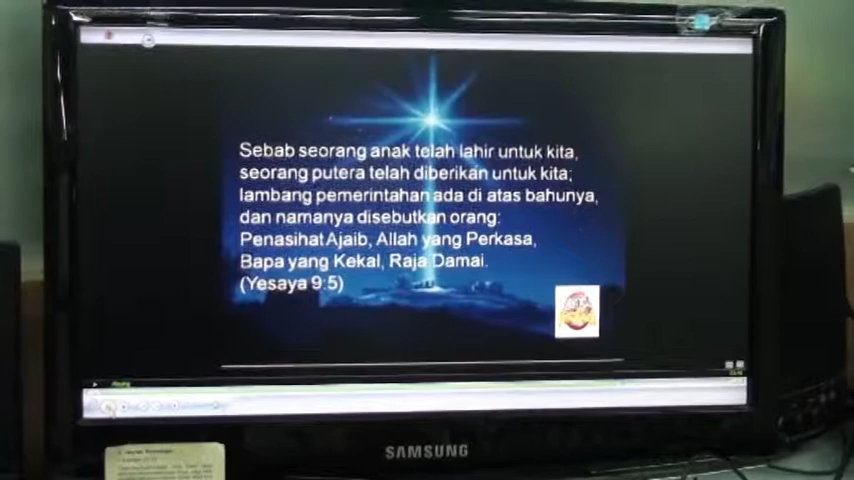 Sebab seorang anak telah lahir untuk kita,
seorang putera telah diberikan untuk kita;
lambang pemerintahan ada di atas bahunya,
dan namanya disebutkan orang:
Penasihat Ajaib, Allah yang Perkasa,
Bapa yang Kekal, Raja Damai.
(Yesaya 9:5)
SAMSUNG